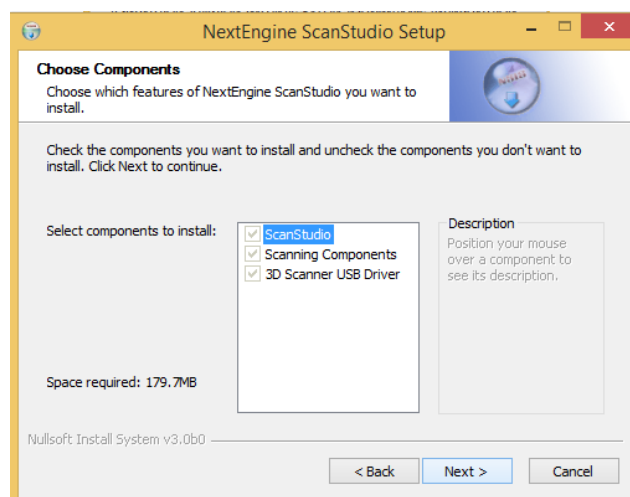 NextEngine ScanStudio Setup
Choose Components
Choose which features of NextEngine ScanStudio you want to
install.
Check the components you want to install and uncheck the components you don't want to
install. Click Next to continue.
Select components to install:
ScanStudio
Scanning Components
3D Scanner USB Driver
Description
Position your mouse
over a component to
see its description.
Space required: 179.7MB
Nullsoft Install System v3.0b0
< Back
Next >
Cancel